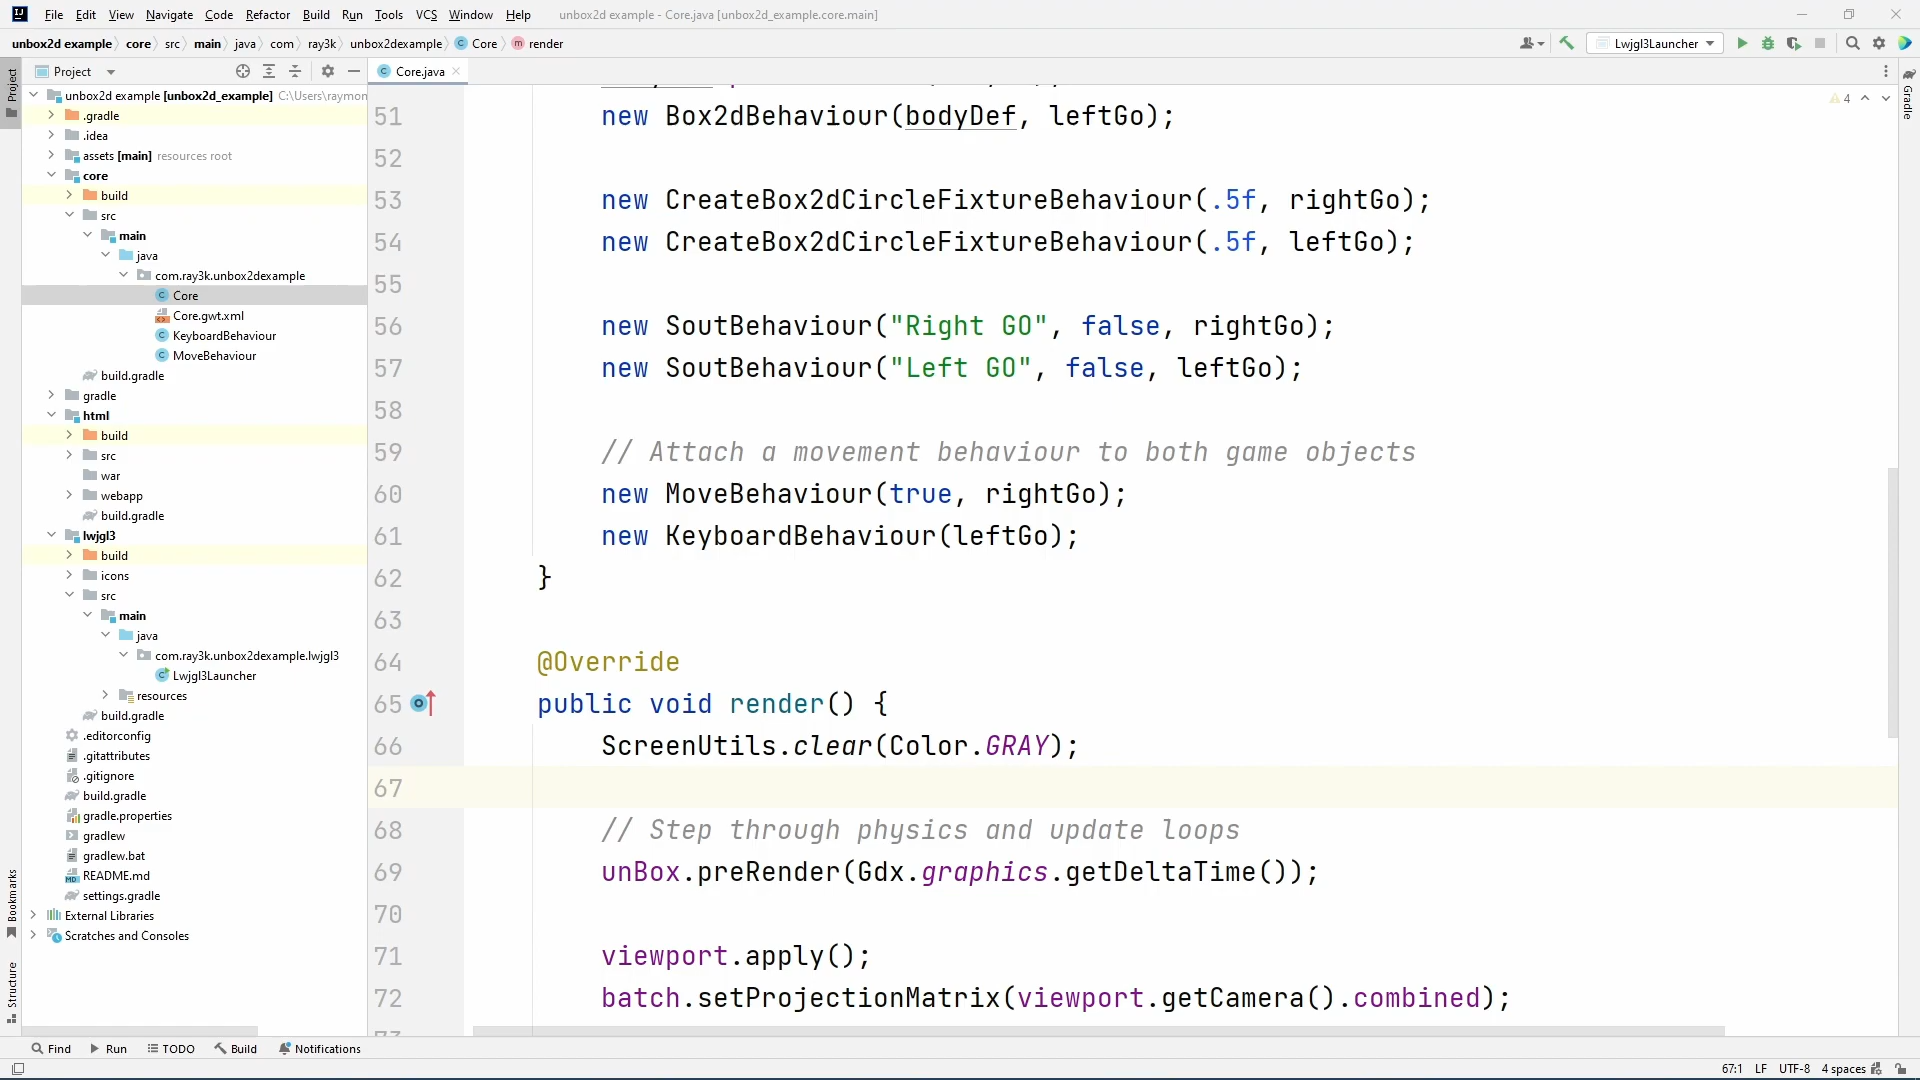 File Edit View Navigate Code Refactor Build Run Tools VCS Window Help unbox2d example - Core.java [unbox2d_example.core.main]
unbox2d example core src main java com ray3k unbox2dexample Core render Lwjgl3Launcher
Project
Project
Core.java
Gradle
unbox2d example [unbox2d_example] C:\Users\raymon
.gradle
.idea
assets [main] resources root
core
build
src
main
java
com.ray3k.unbox2dexample
Core
Core.gwt.xml
KeyboardBehaviour
MoveBehaviour
build.gradle
gradle
html
build
src
war
webapp
build.gradle
lwjgl3
build
icons
src
main
java
com.ray3k.unbox2dexample.lwjgl3
Lwjgl3Launcher
resources
build.gradle
.editorconfig
.gitattributes
.gitignore
build.gradle
gradle.properties
gradlew
gradlew.bat
README.md
settings.gradle
External Libraries
Scratches and Consoles
Bookmarks
Structure
4
51 new Box2dBehaviour(bodyDef, leftGo);
52
53 new CreateBox2dCircleFixtureBehaviour(.5f, rightGo);
54 new CreateBox2dCircleFixtureBehaviour(.5f, leftGo);
55
56 new SoutBehaviour("Right GO", false, rightGo);
57 new SoutBehaviour("Left GO", false, leftGo);
58
59 // Attach a movement behaviour to both game objects
60 new MoveBehaviour(true, rightGo);
61 new KeyboardBehaviour(leftGo);
62 }
63
64 @Override
65 public void render() {
66 ScreenUtils.clear(Color.GRAY);
67
68 // Step through physics and update loops
69 unBox.preRender(Gdx.graphics.getDeltaTime());
70
71 viewport.apply();
72 batch.setProjectionMatrix(viewport.getCamera().combined);
Find Run TODO Build Notifications
67:1 LF UTF-8 4 spaces